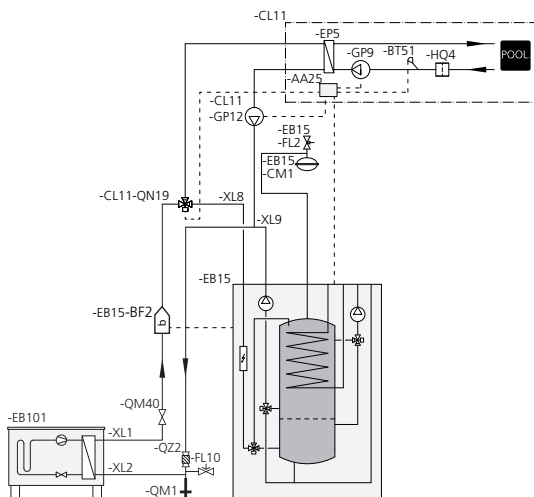 -CL11
-EP5
-GP9
-BT51
-HQ4
POOL
-AA25
-CL11
-GP12
-EB15
-FL2
-EB15
-CM1
-CL11-QN19
-XL8
-XL9
-EB15
-EB15-BF2
b
-QM40
-EB101
-XL1
-QZ2
-FL10
-XL2
-QM1